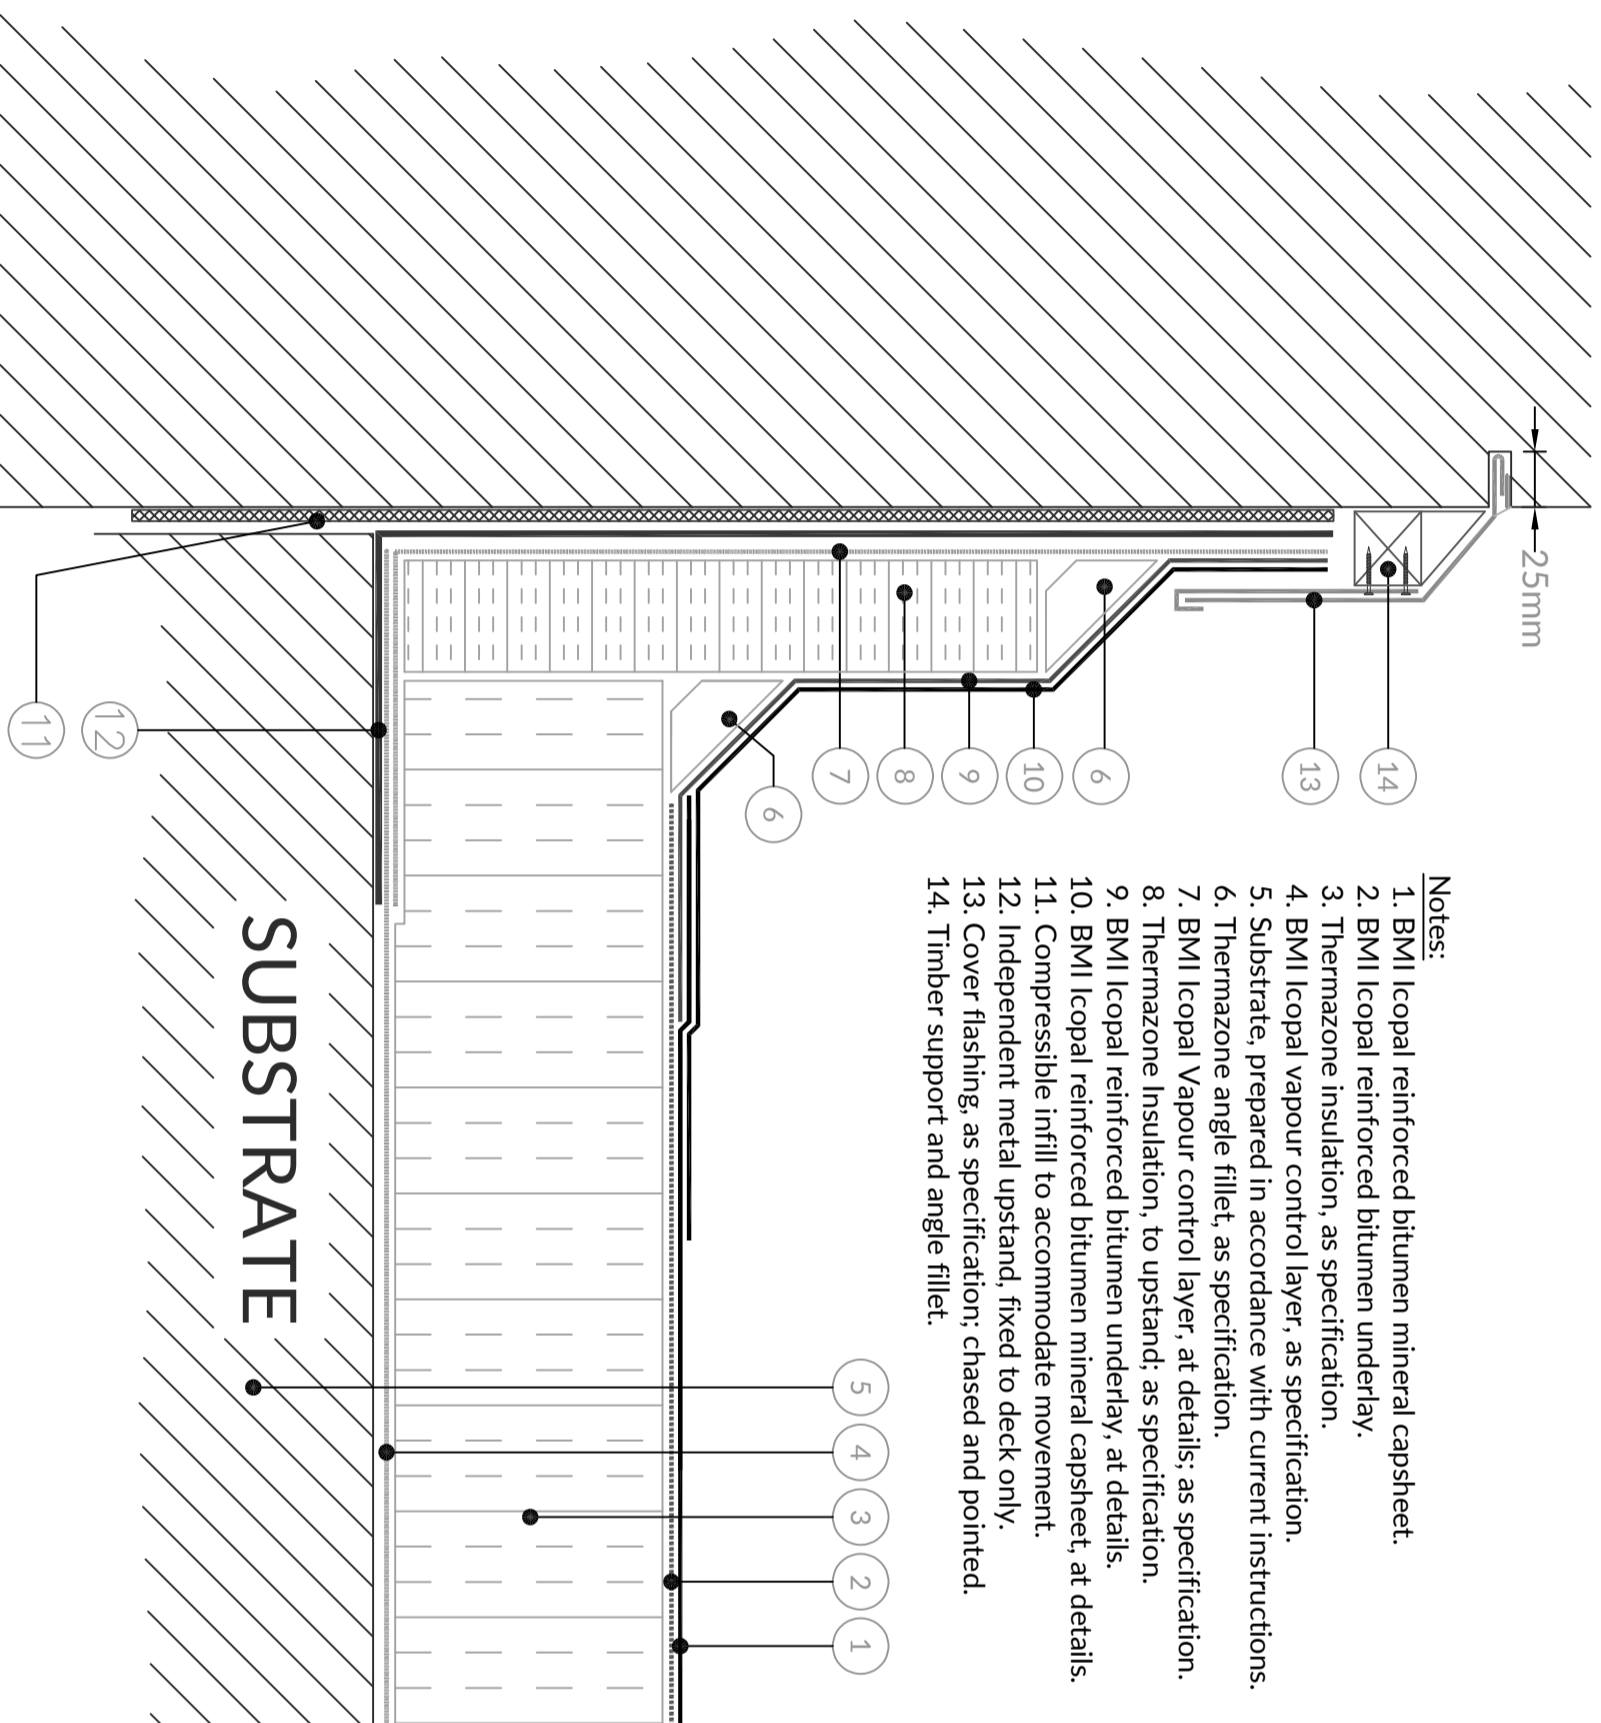 25mm
14
13
6
10
9
8
7
6
Notes:
1. BMI Icopal reinforced bitumen mineral capsheet.
2. BMI Icopal reinforced bitumen underlay.
3. Thermazone insulation, as specification.
4. BMI Icopal vapour control layer, as specification.
5. Substrate, prepared in accordance with current instructions.
6. Thermazone angle fillet, as specification.
7. BMI Icopal Vapour control layer, at details; as specification.
8. Thermazone Insulation, to upstand; as specification.
9. BMI Icopal reinforced bitumen underlay, at details.
10. BMI Icopal reinforced bitumen mineral capsheet, at details.
11. Compressible infill to accommodate movement.
12. Independent metal upstand, fixed to deck only.
13. Cover flashing, as specification; chased and pointed.
14. Timber support and angle fillet.
5
4
3
2
1
12
11
SUBSTRATE